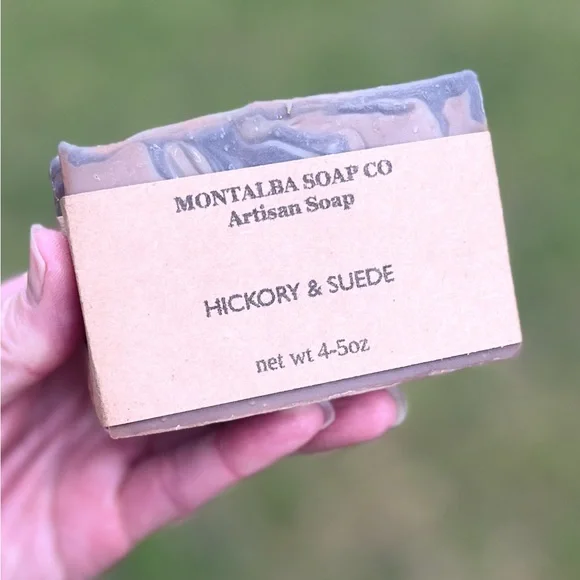 MONTALBA SOAP CO
Artisan Soap
HICKORY & SUEDE
net wt 4-5oz